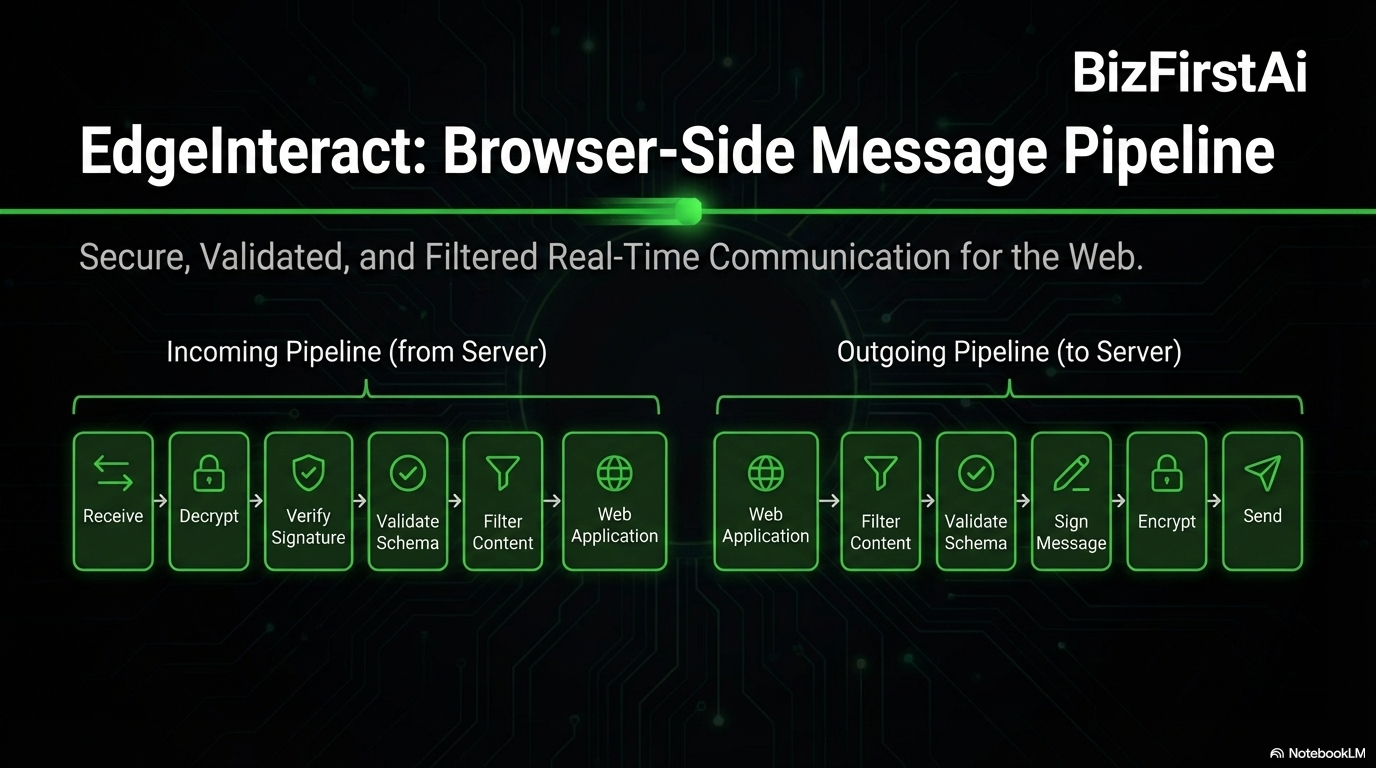 BizFirstAi
EdgeInteract: Browser-Side Message Pipeline
Secure, Validated, and Filtered Real-Time Communication for the Web.
Incoming Pipeline (from Server)
Receive
Decrypt
Verify
Signature
Validate
Schema
Filter
Content
Web
Application
Outgoing Pipeline (to Server)
Web
Application
Filter
Content
Validate
Schema
Sign
Message
Encrypt
Send
NotebookLM